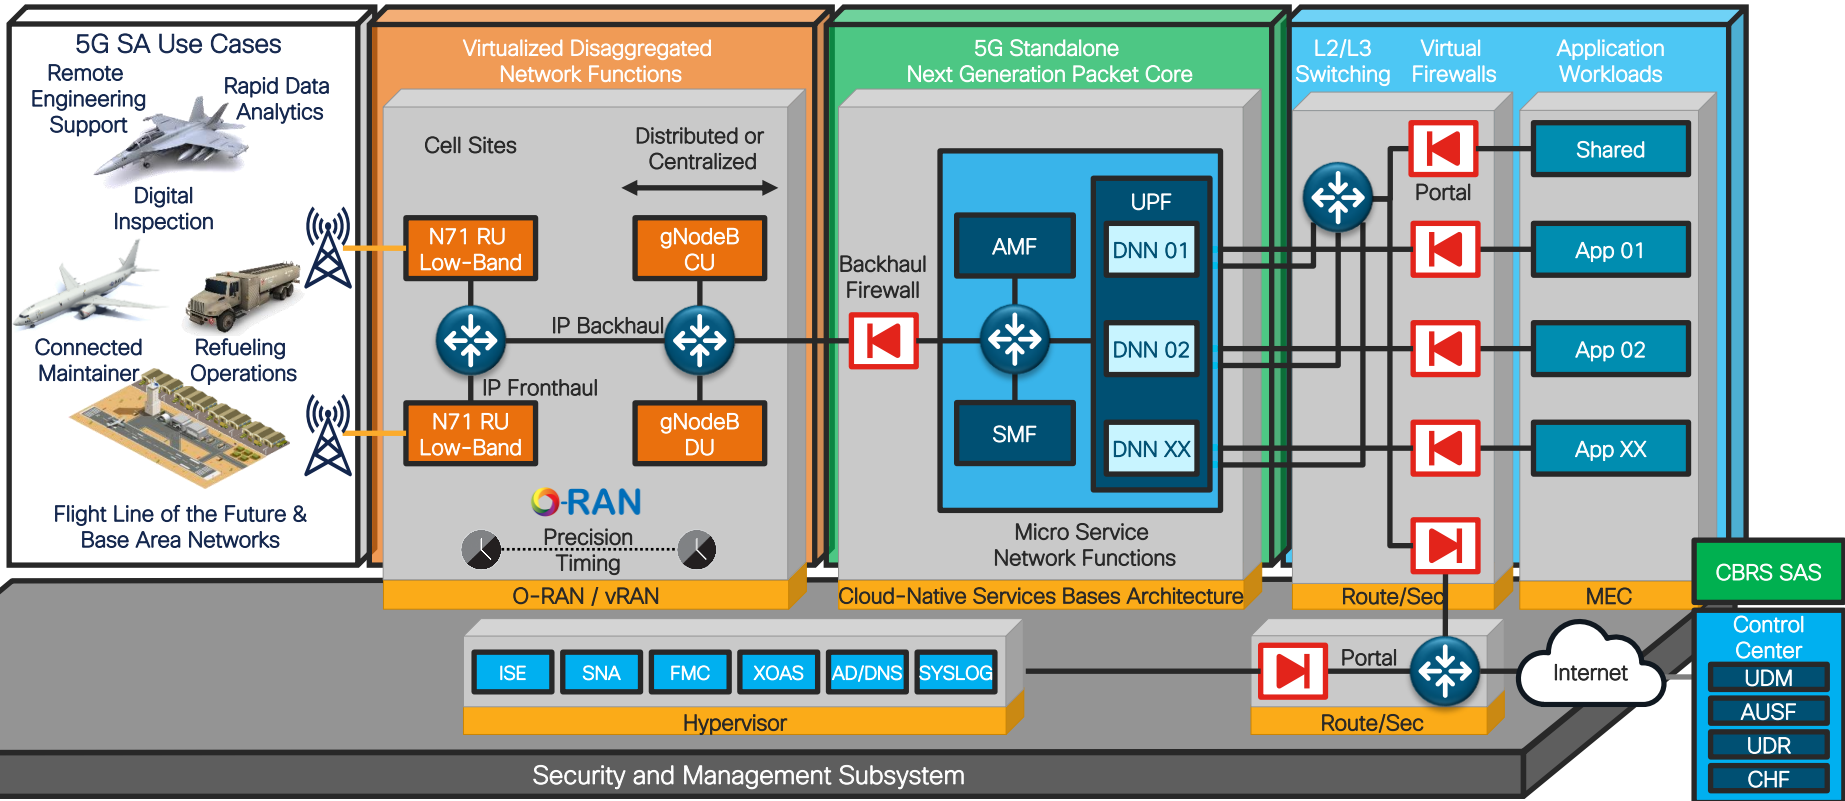 5G SA Use Cases
Remote
Engineering
Support
Rapid Data
Analytics
Digital
Inspection
Connected
Maintainer
Refueling
Operations
Flight Line of the Future &
Base Area Networks
Virtualized Disaggregated
Network Functions
Cell Sites
Distributed or
Centralized
N71 RU
Low-Band
gNodeB
CU
IP Backhaul
IP Fronthaul
N71 RU
Low-Band
gNodeB
DU
O-RAN
Precision
Timing
O-RAN / vRAN
5G Standalone
Next Generation Packet Core
Backhaul
Firewall
AMF
SMF
UPF
DNN 01
DNN 02
DNN XX
Micro Service
Network Functions
Cloud-Native Services Bases Architecture
L2/L3
Switching
Virtual
Firewalls
Portal
Route/Sec
Application
Workloads
Shared
App 01
App 02
App XX
MEC
CBRS SAS
Control
Center
UDM
AUSF
UDR
CHF
ISE
SNA
FMC
XOAS
AD/DNS
SYSLOG
Hypervisor
Portal
Route/Sec
Internet
Security and Management Subsystem